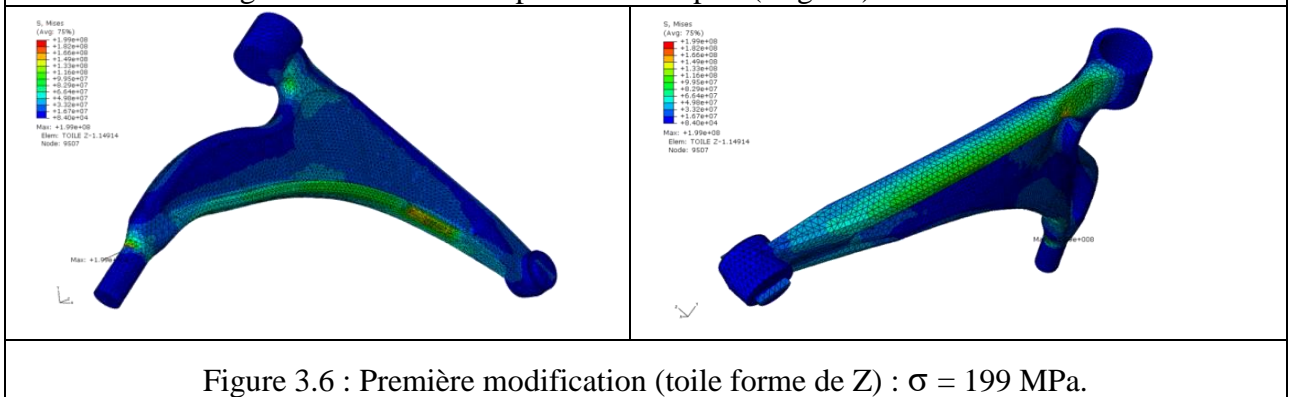 S, Mises
(Avg: 75%)
+1.99e+08
+1.82e+08
+1.66e+08
+1.49e+08
+1.33e+08
+1.16e+08
+9.95e+07
+8.29e+07
+6.64e+07
+4.98e+07
+3.32e+07
+1.67e+07
+8.40e+04
Max: +1.99e+08
Elem: TOILE Z-1.14914
Node: 9507
Max: +1.99e
S, Mises
(Avg: 75%)
+1.99e+08
+1.82e+08
+1.66e+08
+1.49e+08
+1.33e+08
+1.16e+08
+9.95e+07
+8.29e+07
+6.64e+07
+4.98e+07
+3.32e+07
+1.67e+07
+8.40e+04
Max: +1.99e+08
Elem: TOILE Z-1.14914
Node: 9507
Figure 3.6 : Première modification (toile forme de Z) : σ = 199 MPa.